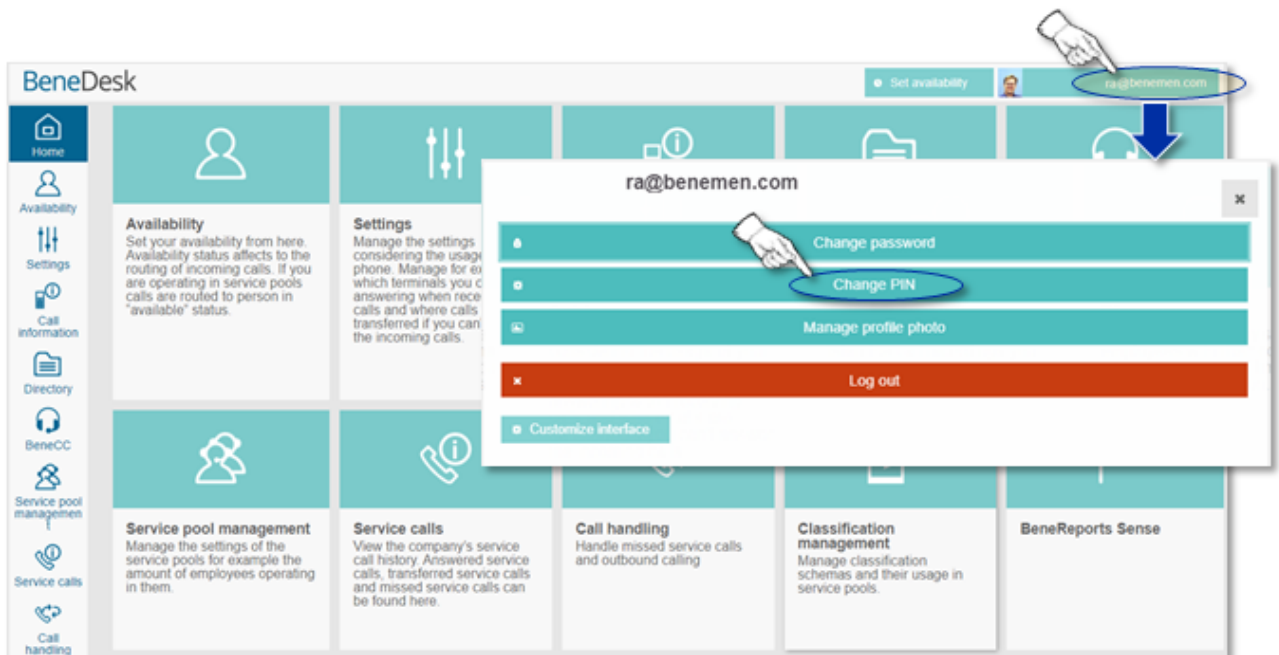 BeneDesk
Set availability
ra@benemen.com
Home
Availability
Settings
Call
information
Directory
BeneCC
Service pool
managemen
t
Service calls
Call
handling
Availability
Set your availability from here.
Availability status affects to the
routing of incoming calls. If you
are operating in service pools
calls are routed to person in
"available" status.
Settings
Manage the settings
considering the usage
phone. Manage for ex
which terminals you c
answering when rece
calls and where calls
transferred if you can
the incoming calls.
ra@benemen.com
Change password
Change PIN
Manage profile photo
Log out
Customize interface
Service pool management
Manage the settings of the
service pools for example the
amount of employees operating
in them.
Service calls
View the company's service
call history. Answered service
calls, transferred service calls
and missed service calls can
be found here.
Call handling
Handle missed service calls
and outbound calling
Classification
management
Manage classification
schemas and their usage in
service pools.
BeneReports Sense